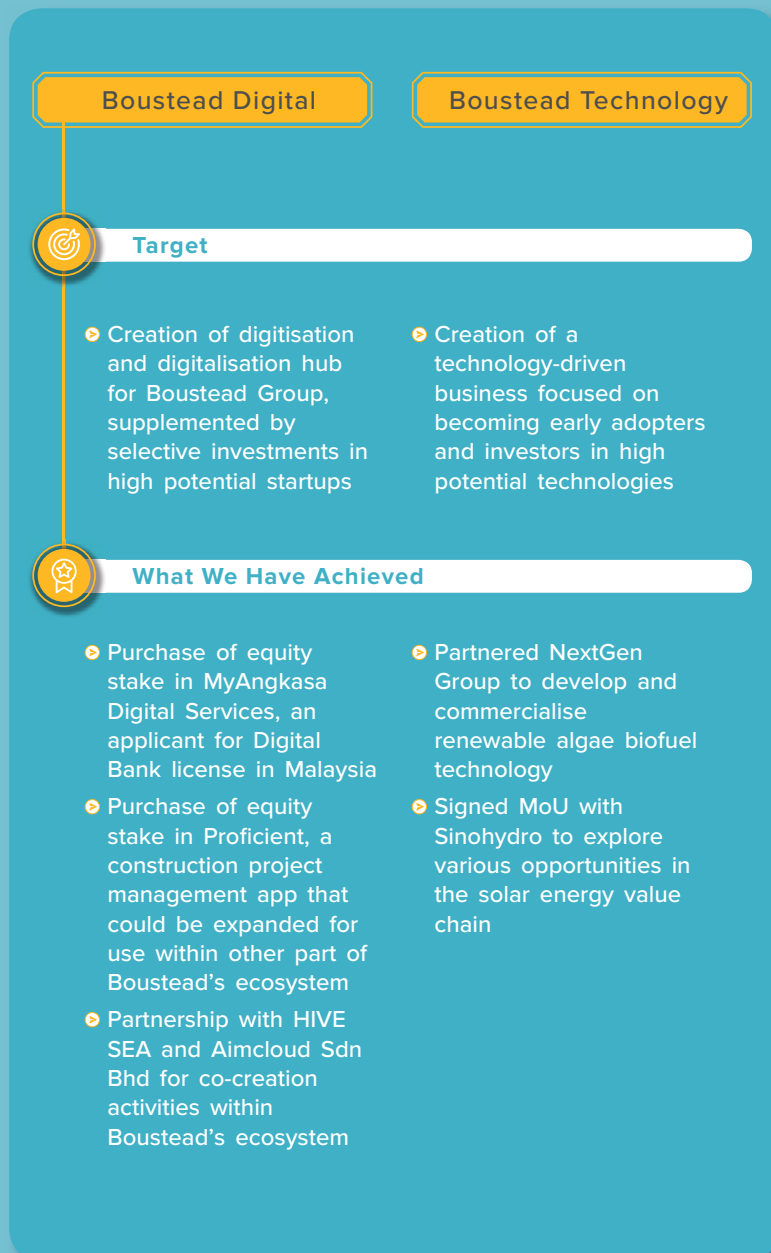 Boustead Digital
Boustead Technology
Target
Creation of digitisation
and digitalisation hub
for Boustead Group,
supplemented by
selective investments in
high potential startups
Creation of a
technology-driven
business focused on
becoming early adopters
and investors in high
potential technologies
What We Have Achieved
Purchase of equity
stake in MyAngkasa
Digital Services, an
applicant for Digital
Bank license in Malaysia
Purchase of equity
stake in Proficient, a
construction project
management app that
could be expanded for
use within other part of
Boustead’s ecosystem
Partnership with HIVE
SEA and Aimcloud Sdn
Bhd for co-creation
activities within
Boustead’s ecosystem
Partnered NextGen
Group to develop and
commercialise
renewable algae biofuel
technology
Signed MoU with
Sinohydro to explore
various opportunities in
the solar energy value
chain